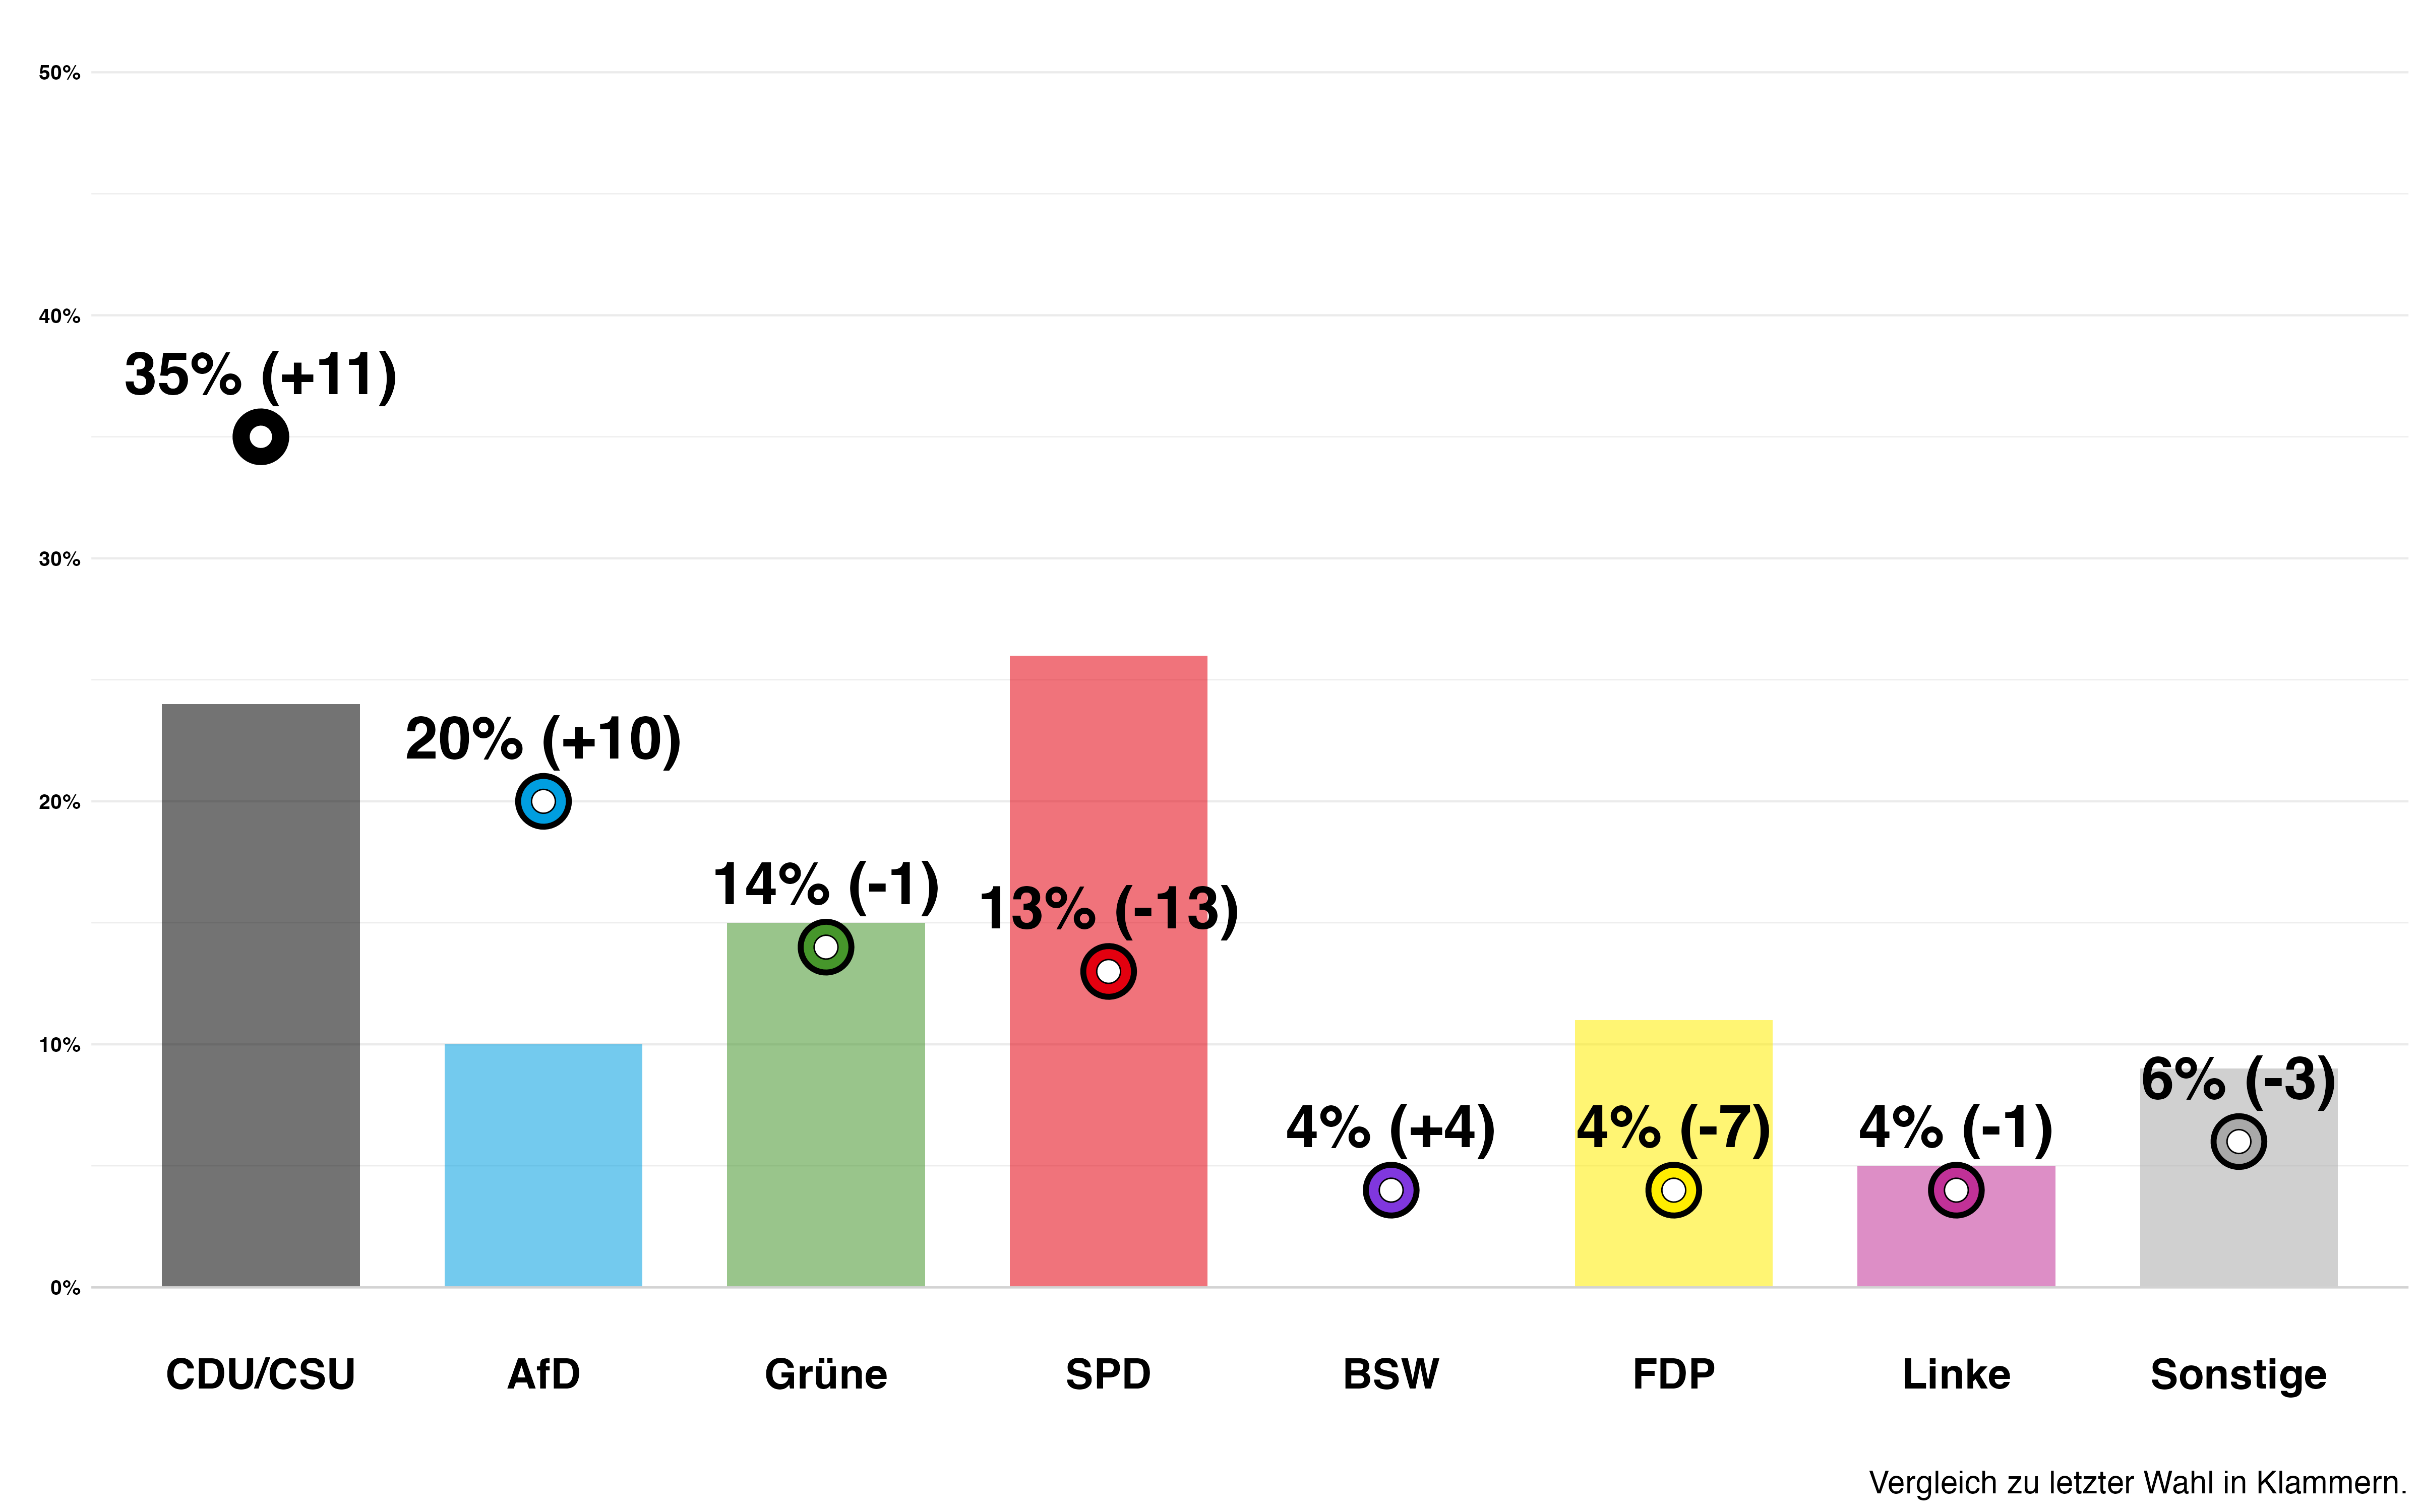 50%
40%
35% (+11)
30%
20% (+10)
20%
14% (-1)
13% (-13)
10%
4% (+4)
4% (-7)
4% (-1)
6% (-3)
0%
CDU/CSU
AfD
Grüne
SPD
BSW
FDP
Linke
Sonstige
Vergleich zu letzter Wahl in Klammern.